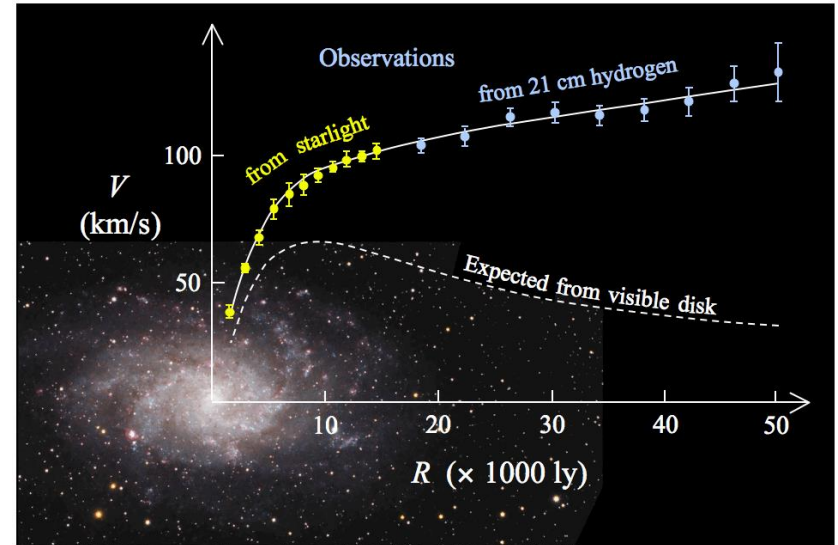 Observations
from starlight
from 21 cm hydrogen
100
V
(km/s)
50
Expected from visible disk
10
20
30
40
50
R (× 1000 ly)